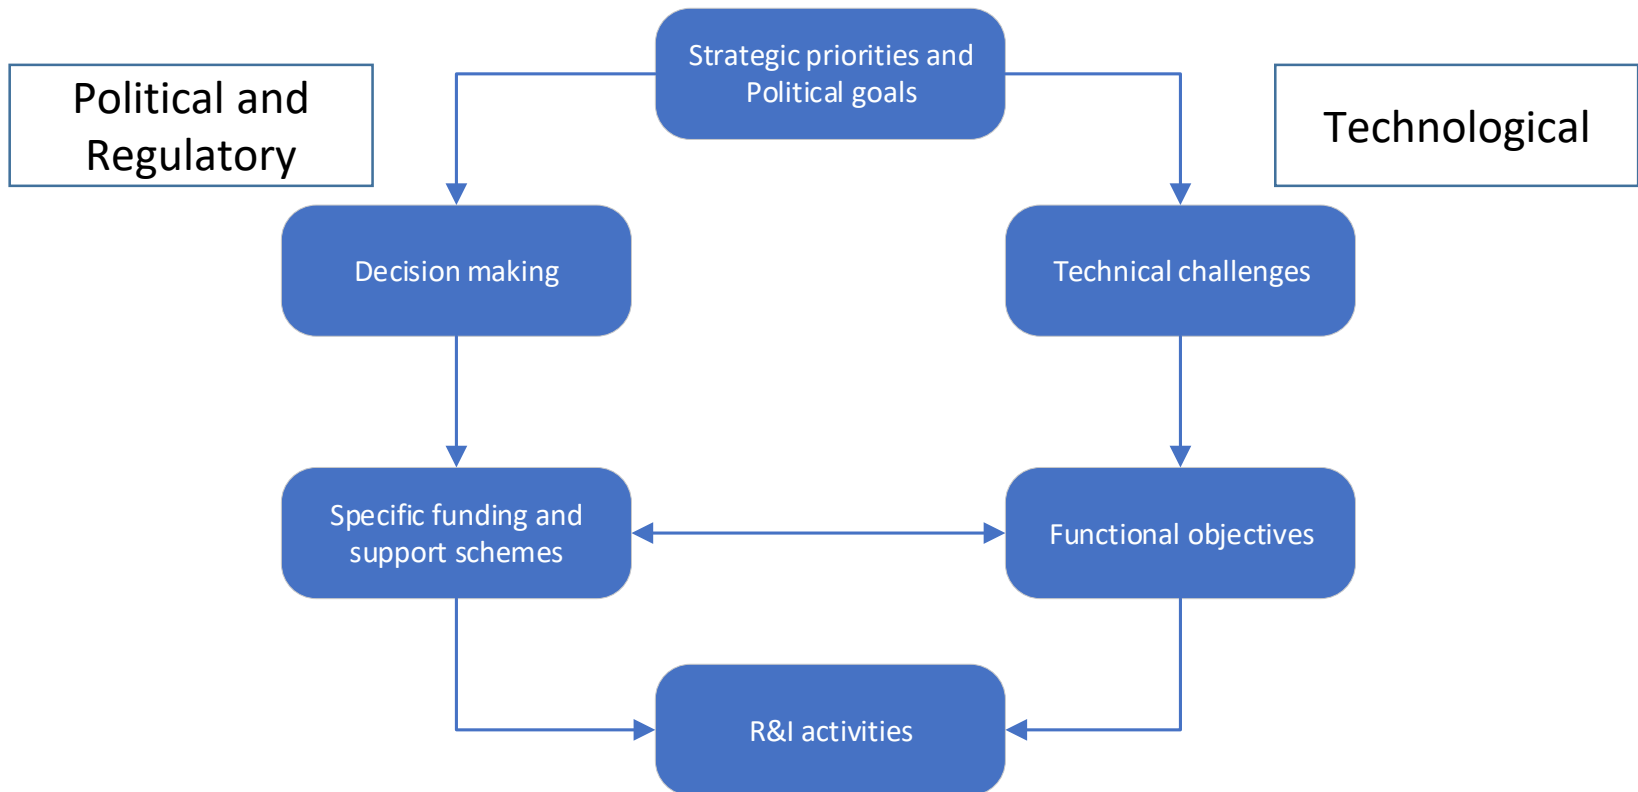 Strategic priorities and
Political goals
Political and
Regulatory
Technological
Decision making
Technical challenges
Specific funding and
support schemes
Functional objectives
R&I activities